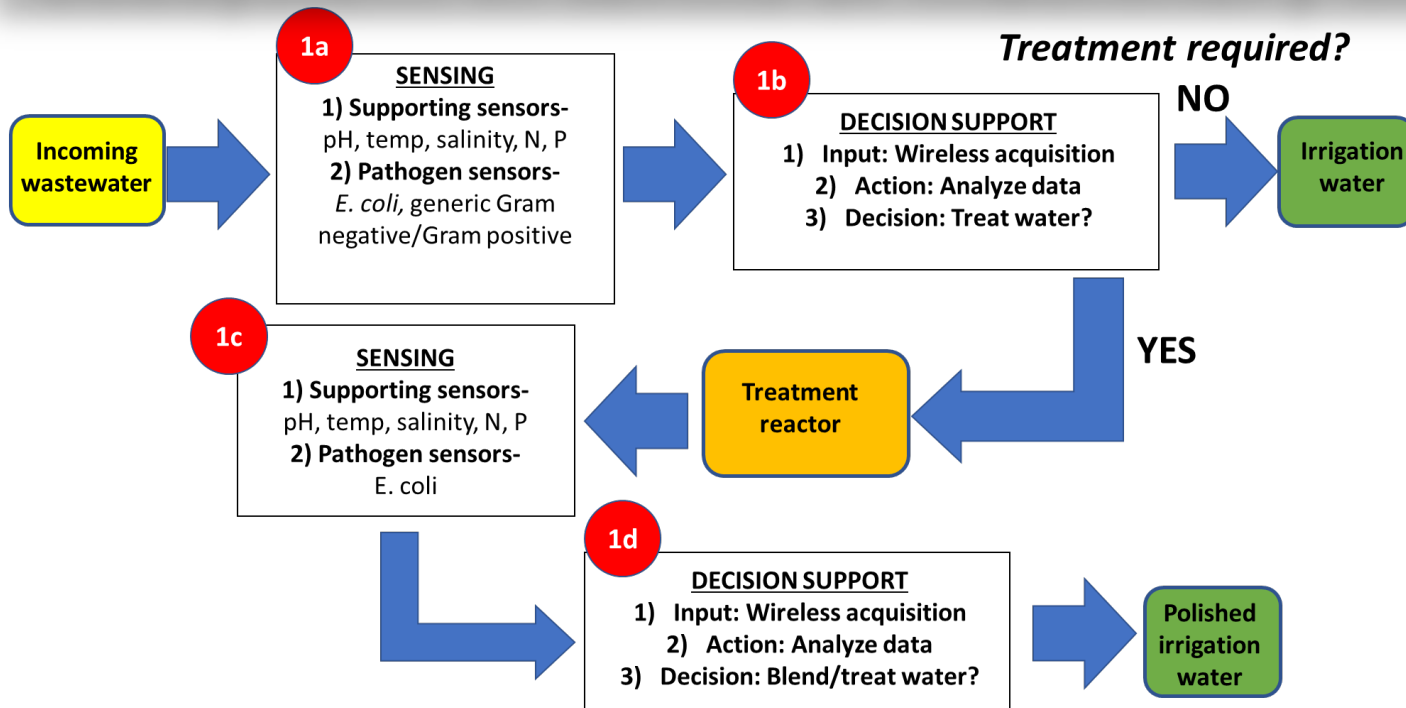 1a
SENSING
1) Supporting sensors-
pH, temp, salinity, N, P
2) Pathogen sensors-
E. coli, generic Gram
negative/Gram positive
Incoming
wastewater
1b
DECISION SUPPORT
1) Input: Wireless acquisition
2) Action: Analyze data
3) Decision: Treat water?
Treatment required?
NO
Irrigation
water
YES
Treatment
reactor
1c
SENSING
1) Supporting sensors-
pH, temp, salinity, N, P
2) Pathogen sensors-
E. coli
1d
DECISION SUPPORT
1) Input: Wireless acquisition
2) Action: Analyze data
3) Decision: Blend/treat water?
Polished
irrigation
water